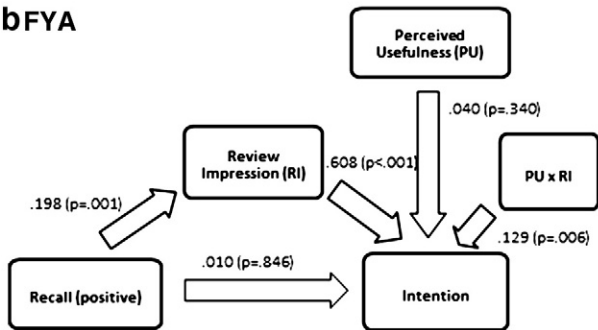 bFYA
Perceived
Usefulness (PU)
.040 (p=.340)
Review
Impression (RI)
.608 (p<.001)
PU x RI
.198 (p=.001)
.129 (p=.006)
.010 (p=.846)
Recall (positive)
Intention